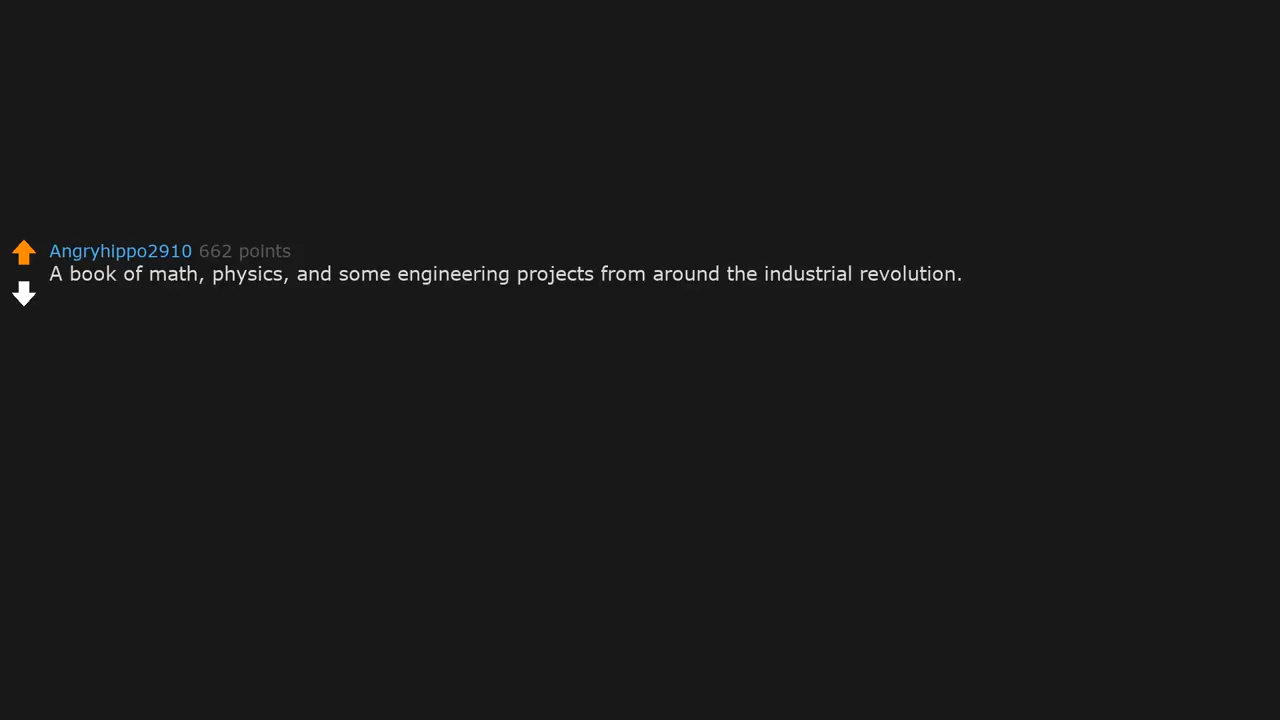 Angryhippo2910 662 points
A book of math, physics, and some engineering projects from around the industrial revolution.